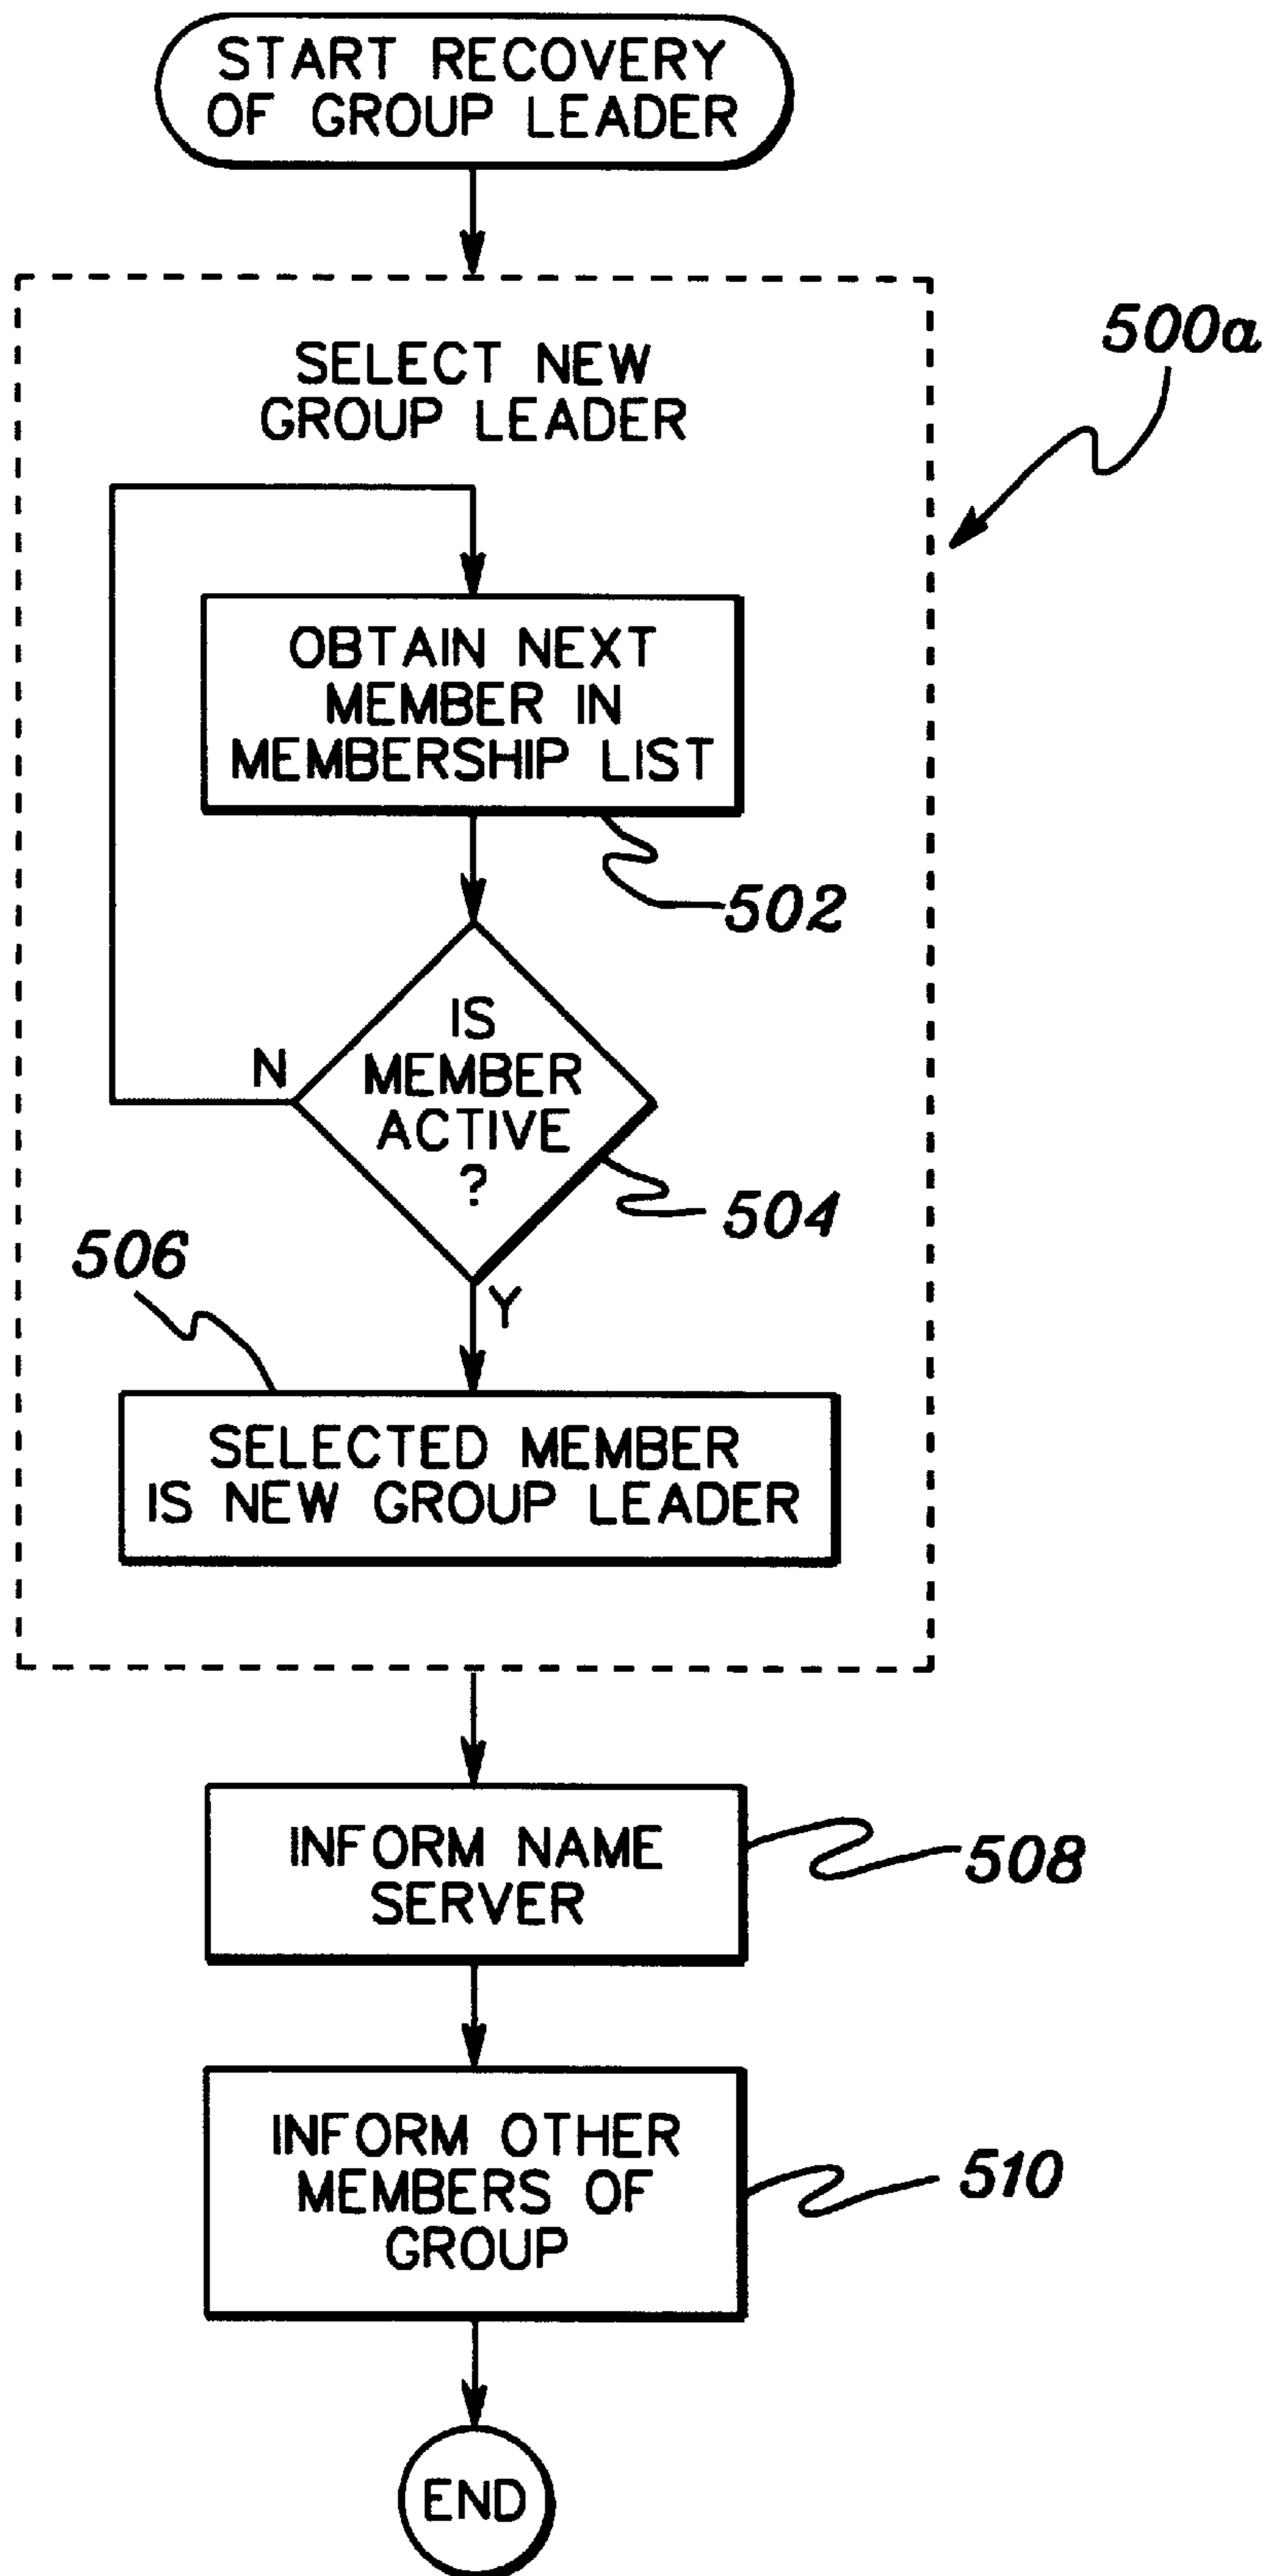 START RECOVERY
OF GROUP LEADER
500a
SELECT NEW
GROUP LEADER
OBTAIN NEXT
MEMBER IN
MEMBERSHIP LIST
502
IS
MEMBER
ACTIVE
?
N
504
506
Y
SELECTED MEMBER
IS NEW GROUP LEADER
INFORM NAME
SERVER
508
INFORM OTHER
MEMBERS OF
GROUP
510
END